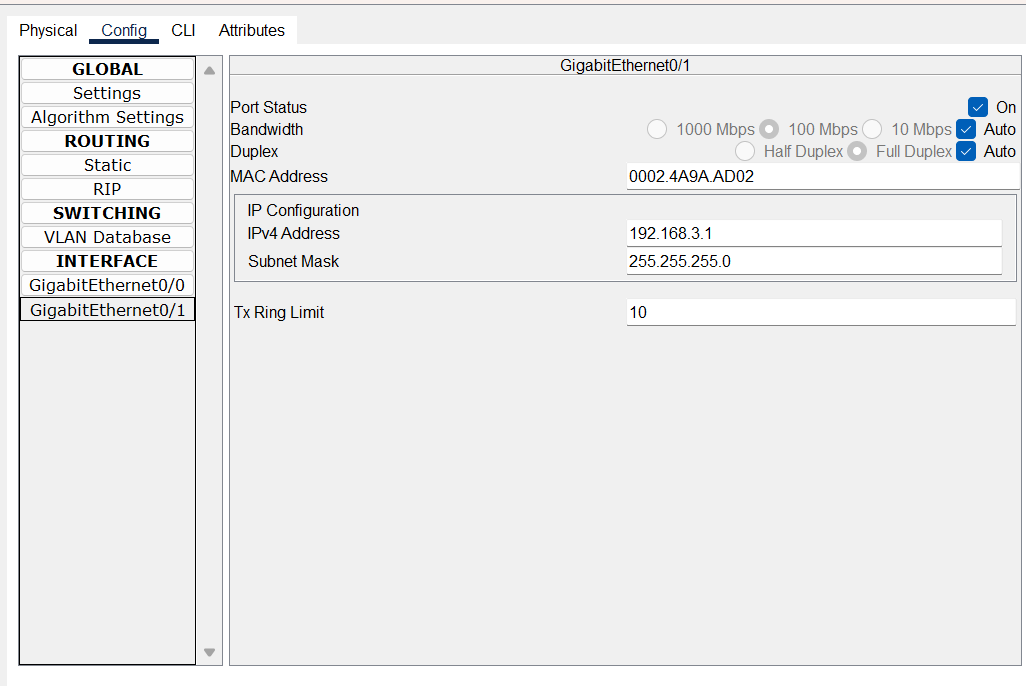 Physical Config CLI Attributes
GLOBAL
Settings
Algorithm Settings
ROUTING
Static
RIP
SWITCHING
VLAN Database
INTERFACE
GigabitEthernet0/0
GigabitEthernet0/1
GigabitEthernet0/1
Port Status On
Bandwidth 1000 Mbps 100 Mbps 10 Mbps Auto
Duplex Half Duplex Full Duplex Auto
MAC Address 0002.4A9A.AD02
IP Configuration
IPv4 Address 192.168.3.1
Subnet Mask 255.255.255.0
Tx Ring Limit 10